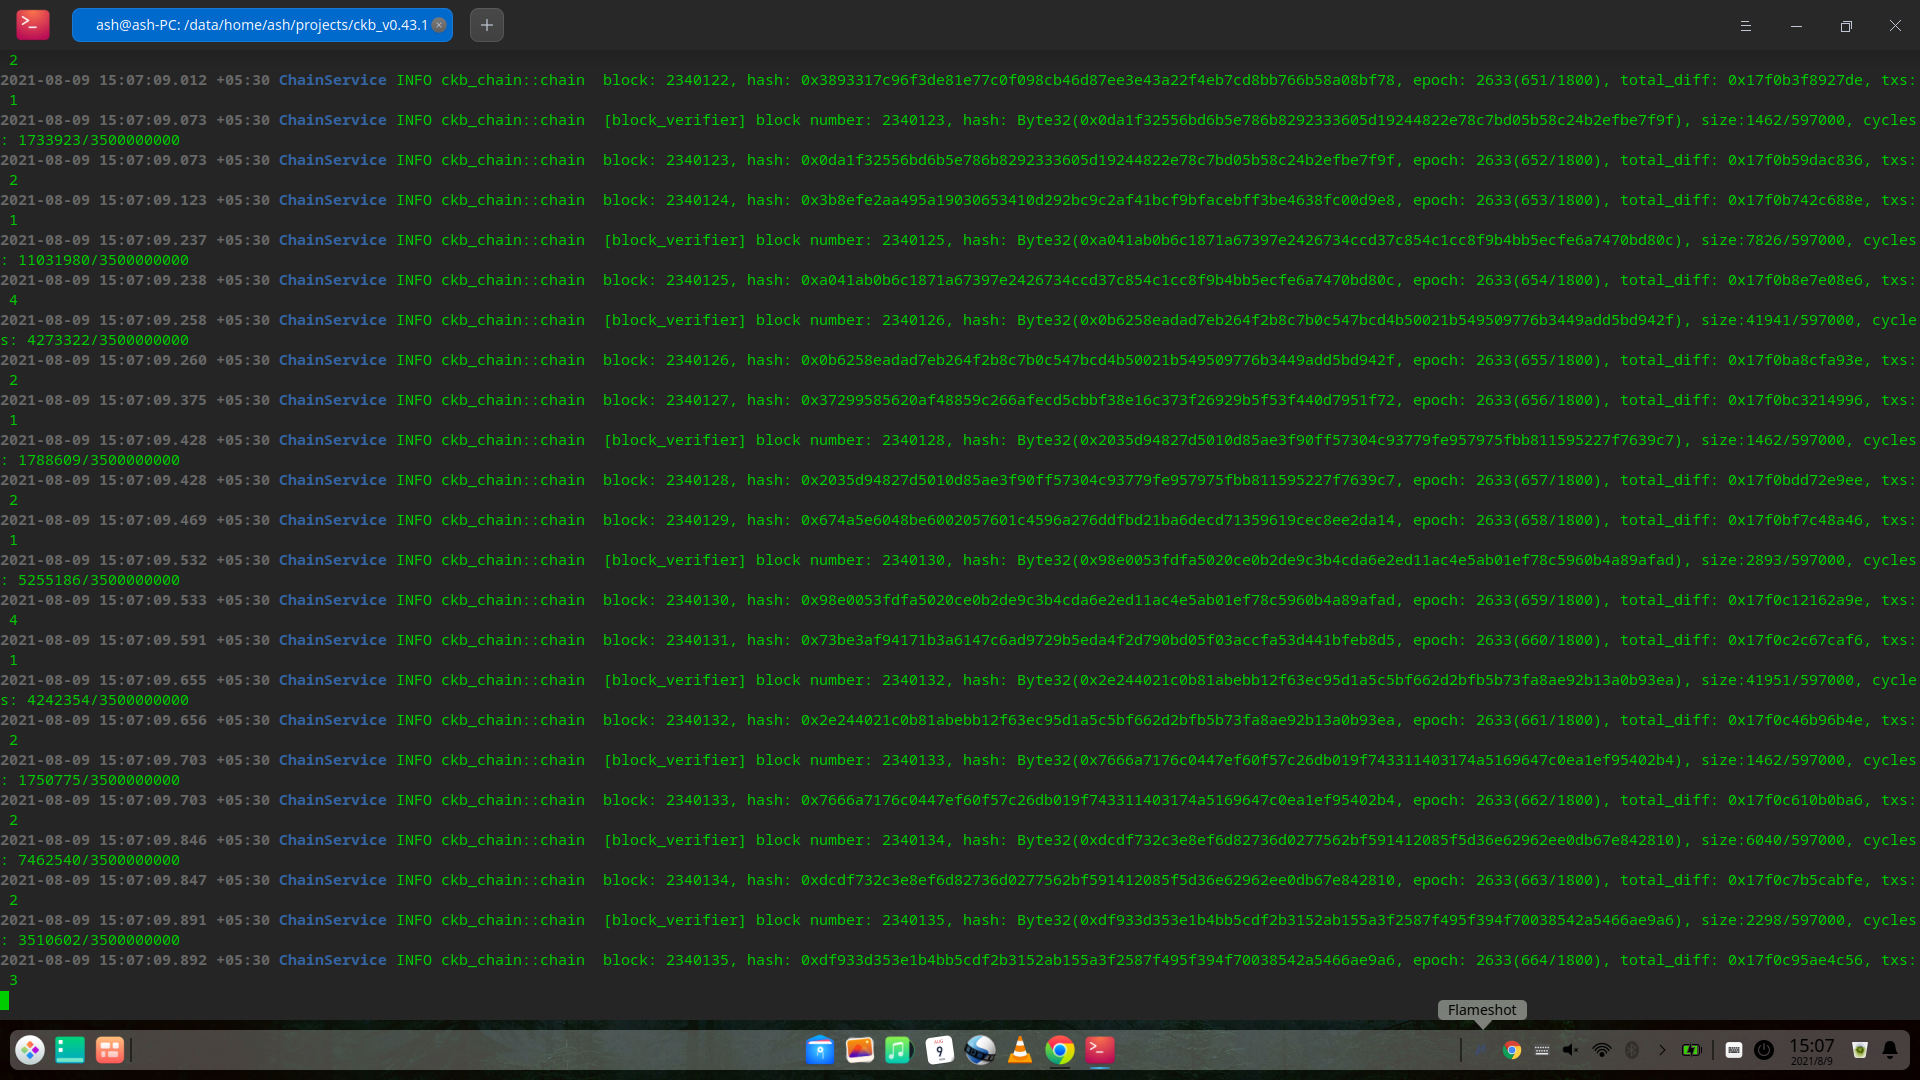 ash@ash-PC: /data/home/ash/projects/ckb_v0.43.1
2
2021-08-09 15:07:09.012 +05:30 ChainService INFO ckb_chain::chain  block: 2340122, hash: 0x3893317c96f3de81e77c0f098cb46d87ee3e43a22f4eb7cd8bb766b58a08bf78, epoch: 2633(651/1800), total_diff: 0x17f0b3f8927de, txs:
1
2021-08-09 15:07:09.073 +05:30 ChainService INFO ckb_chain::chain  [block_verifier] block number: 2340123, hash: Byte32(0x0da1f32556bd6b5e786b8292333605d19244822e78c7bd05b58c24b2efbe7f9f), size:1462/597000, cycles
: 1733923/3500000000
2021-08-09 15:07:09.073 +05:30 ChainService INFO ckb_chain::chain  block: 2340123, hash: 0x0da1f32556bd6b5e786b8292333605d19244822e78c7bd05b58c24b2efbe7f9f, epoch: 2633(652/1800), total_diff: 0x17f0b59dac836, txs:
2
2021-08-09 15:07:09.123 +05:30 ChainService INFO ckb_chain::chain  block: 2340124, hash: 0x3b8efe2aa495a19030653410d292bc9c2af41bcf9bfacebff3be4638fc00d9e8, epoch: 2633(653/1800), total_diff: 0x17f0b742c688e, txs:
1
2021-08-09 15:07:09.237 +05:30 ChainService INFO ckb_chain::chain  [block_verifier] block number: 2340125, hash: Byte32(0xa041ab0b6c1871a67397e2426734ccd37c854c1cc8f9b4bb5ecfe6a7470bd80c), size:7826/597000, cycles
: 11031980/3500000000
2021-08-09 15:07:09.238 +05:30 ChainService INFO ckb_chain::chain  block: 2340125, hash: 0xa041ab0b6c1871a67397e2426734ccd37c854c1cc8f9b4bb5ecfe6a7470bd80c, epoch: 2633(654/1800), total_diff: 0x17f0b8e7e08e6, txs:
4
2021-08-09 15:07:09.258 +05:30 ChainService INFO ckb_chain::chain  [block_verifier] block number: 2340126, hash: Byte32(0x0b6258eadad7eb264f2b8c7b0c547bcd4b50021b549509776b3449add5bd942f), size:41941/597000, cycle
s: 4273322/3500000000
2021-08-09 15:07:09.260 +05:30 ChainService INFO ckb_chain::chain  block: 2340126, hash: 0x0b6258eadad7eb264f2b8c7b0c547bcd4b50021b549509776b3449add5bd942f, epoch: 2633(655/1800), total_diff: 0x17f0ba8cfa93e, txs:
2
2021-08-09 15:07:09.375 +05:30 ChainService INFO ckb_chain::chain  block: 2340127, hash: 0x37299585620af48859c266afecd5cbbf38e16c373f26929b5f53f440d7951f72, epoch: 2633(656/1800), total_diff: 0x17f0bc3214996, txs:
1
2021-08-09 15:07:09.428 +05:30 ChainService INFO ckb_chain::chain  [block_verifier] block number: 2340128, hash: Byte32(0x2035d94827d5010d85ae3f90ff57304c93779fe957975fbb811595227f7639c7), size:1462/597000, cycles
: 1788609/3500000000
2021-08-09 15:07:09.428 +05:30 ChainService INFO ckb_chain::chain  block: 2340128, hash: 0x2035d94827d5010d85ae3f90ff57304c93779fe957975fbb811595227f7639c7, epoch: 2633(657/1800), total_diff: 0x17f0bdd72e9ee, txs:
2
2021-08-09 15:07:09.469 +05:30 ChainService INFO ckb_chain::chain  block: 2340129, hash: 0x674a5e6048be6002057601c4596a276ddfbd21ba6decd71359619cec8ee2da14, epoch: 2633(658/1800), total_diff: 0x17f0bf7c48a46, txs:
1
2021-08-09 15:07:09.532 +05:30 ChainService INFO ckb_chain::chain  [block_verifier] block number: 2340130, hash: Byte32(0x98e0053fdfa5020ce0b2de9c3b4cda6e2ed11ac4e5ab01ef78c5960b4a89afad), size:2893/597000, cycles
: 5255186/3500000000
2021-08-09 15:07:09.533 +05:30 ChainService INFO ckb_chain::chain  block: 2340130, hash: 0x98e0053fdfa5020ce0b2de9c3b4cda6e2ed11ac4e5ab01ef78c5960b4a89afad, epoch: 2633(659/1800), total_diff: 0x17f0c12162a9e, txs:
4
2021-08-09 15:07:09.591 +05:30 ChainService INFO ckb_chain::chain  block: 2340131, hash: 0x73be3af94171b3a6147c6ad9729b5eda4f2d790bd05f03accfa53d441bfeb8d5, epoch: 2633(660/1800), total_diff: 0x17f0c2c67caf6, txs:
1
2021-08-09 15:07:09.655 +05:30 ChainService INFO ckb_chain::chain  [block_verifier] block number: 2340132, hash: Byte32(0x2e244021c0b81abebb12f63ec95d1a5c5bf662d2bfb5b73fa8ae92b13a0b93ea), size:41951/597000, cycle
s: 4242354/3500000000
2021-08-09 15:07:09.656 +05:30 ChainService INFO ckb_chain::chain  block: 2340132, hash: 0x2e244021c0b81abebb12f63ec95d1a5c5bf662d2bfb5b73fa8ae92b13a0b93ea, epoch: 2633(661/1800), total_diff: 0x17f0c46b96b4e, txs:
2
2021-08-09 15:07:09.703 +05:30 ChainService INFO ckb_chain::chain  [block_verifier] block number: 2340133, hash: Byte32(0x7666a7176c0447ef60f57c26db019f743311403174a5169647c0ea1ef95402b4), size:1462/597000, cycles
: 1750775/3500000000
2021-08-09 15:07:09.703 +05:30 ChainService INFO ckb_chain::chain  block: 2340133, hash: 0x7666a7176c0447ef60f57c26db019f743311403174a5169647c0ea1ef95402b4, epoch: 2633(662/1800), total_diff: 0x17f0c610b0ba6, txs:
2
2021-08-09 15:07:09.846 +05:30 ChainService INFO ckb_chain::chain  [block_verifier] block number: 2340134, hash: Byte32(0xdcdf732c3e8ef6d82736d0277562bf591412085f5d36e62962ee0db67e842810), size:6040/597000, cycles
: 7462540/3500000000
2021-08-09 15:07:09.847 +05:30 ChainService INFO ckb_chain::chain  block: 2340134, hash: 0xdcdf732c3e8ef6d82736d0277562bf591412085f5d36e62962ee0db67e842810, epoch: 2633(663/1800), total_diff: 0x17f0c7b5cabfe, txs:
2
2021-08-09 15:07:09.891 +05:30 ChainService INFO ckb_chain::chain  [block_verifier] block number: 2340135, hash: Byte32(0xdf933d353e1b4bb5cdf2b3152ab155a3f2587f495f394f70038542a5466ae9a6), size:2298/597000, cycles
: 3510602/3500000000
2021-08-09 15:07:09.892 +05:30 ChainService INFO ckb_chain::chain  block: 2340135, hash: 0xdf933d353e1b4bb5cdf2b3152ab155a3f2587f495f394f70038542a5466ae9a6, epoch: 2633(664/1800), total_diff: 0x17f0c95ae4c56, txs:
3
Flameshot
AUG
9
15:07
2021/8/9